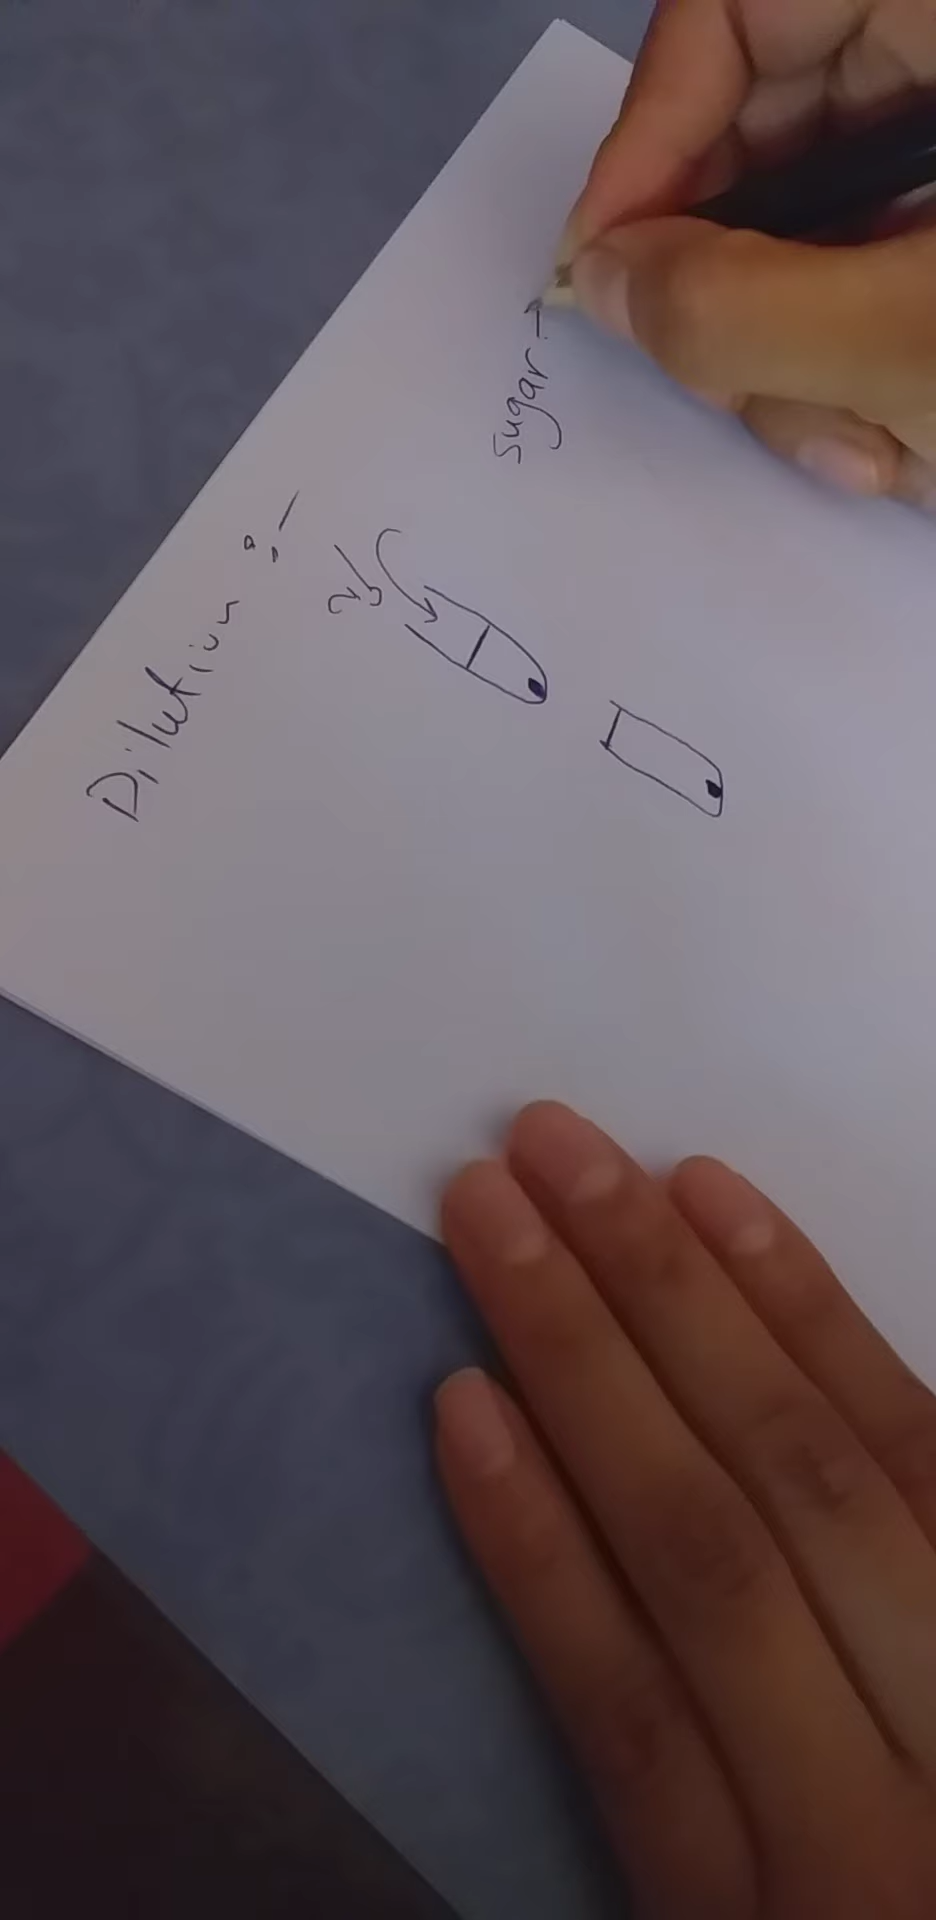 Dilution :-
sugar →